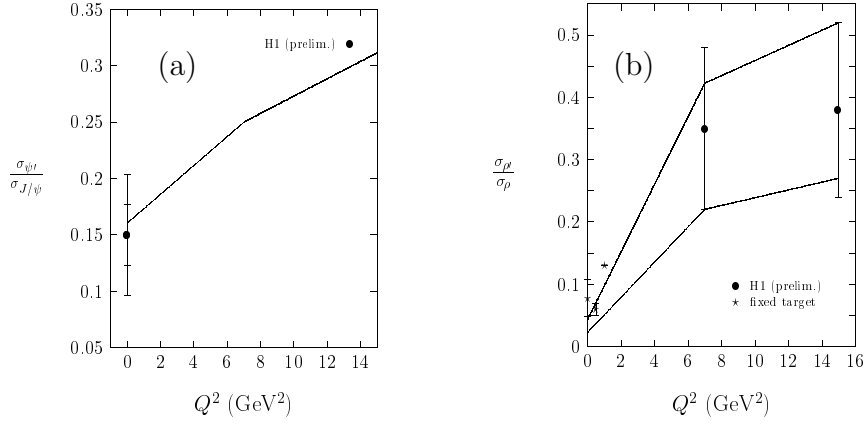 0.35
0.3
0.25
0.2
0.15
0.1
0.05
0 2 4 6 8 10 12 14
σψ′
σJ/ψ
Q² (GeV²)
(a)
H1 (prelim.)
0.5
0.4
0.3
0.2
0.1
0
0 2 4 6 8 10 12 14 16
σρ′
σρ
Q² (GeV²)
(b)
H1 (prelim.)
fixed target